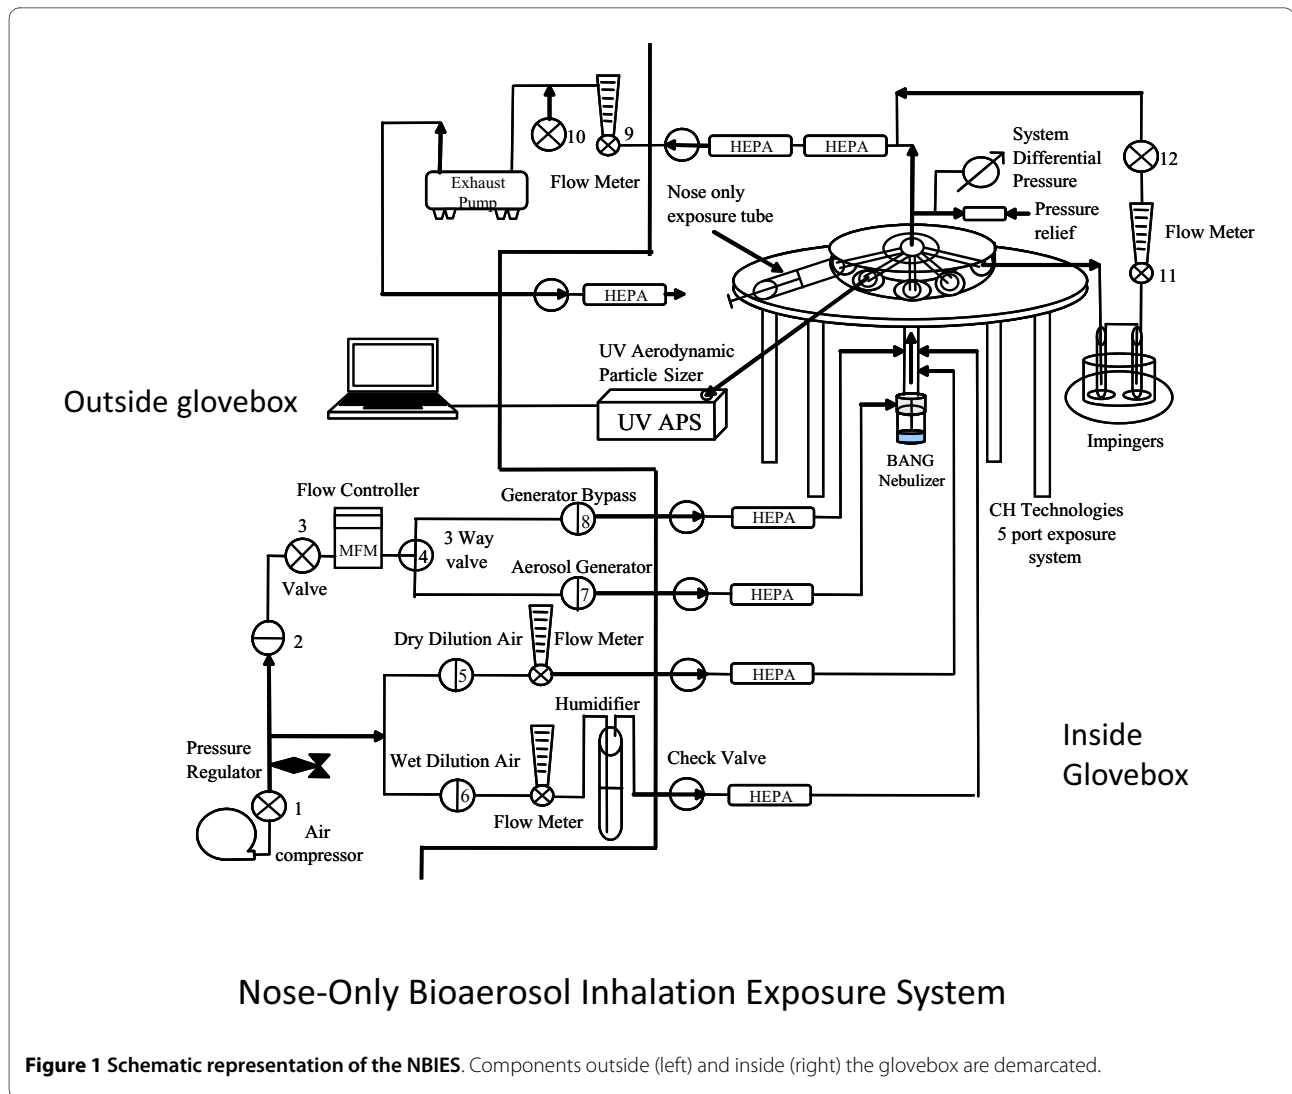 9
10
HEPA
HEPA
System
Differential
Pressure
12
Exhaust
Pump
Flow Meter
Nose only
exposure tube
Pressure
relief
Flow Meter
11
HEPA
UV Aerodynamic
Particle Sizer
Outside glovebox
UV APS
Impingers
BANG
Nebulizer
Flow Controller
Generator Bypass
3
MFM
4
3 Way
valve
8
HEPA
CH Technologies
5 port exposure
system
Valve
Aerosol Generator
7
HEPA
2
Dry Dilution Air
Flow Meter
5
HEPA
Humidifier
Pressure
Regulator
Wet Dilution Air
Check Valve
Inside
Glovebox
6
HEPA
1
Flow Meter
Air
compressor
Nose-Only Bioaerosol Inhalation Exposure System
Figure 1 Schematic representation of the NBIES. Components outside (left) and inside (right) the glovebox are demarcated.